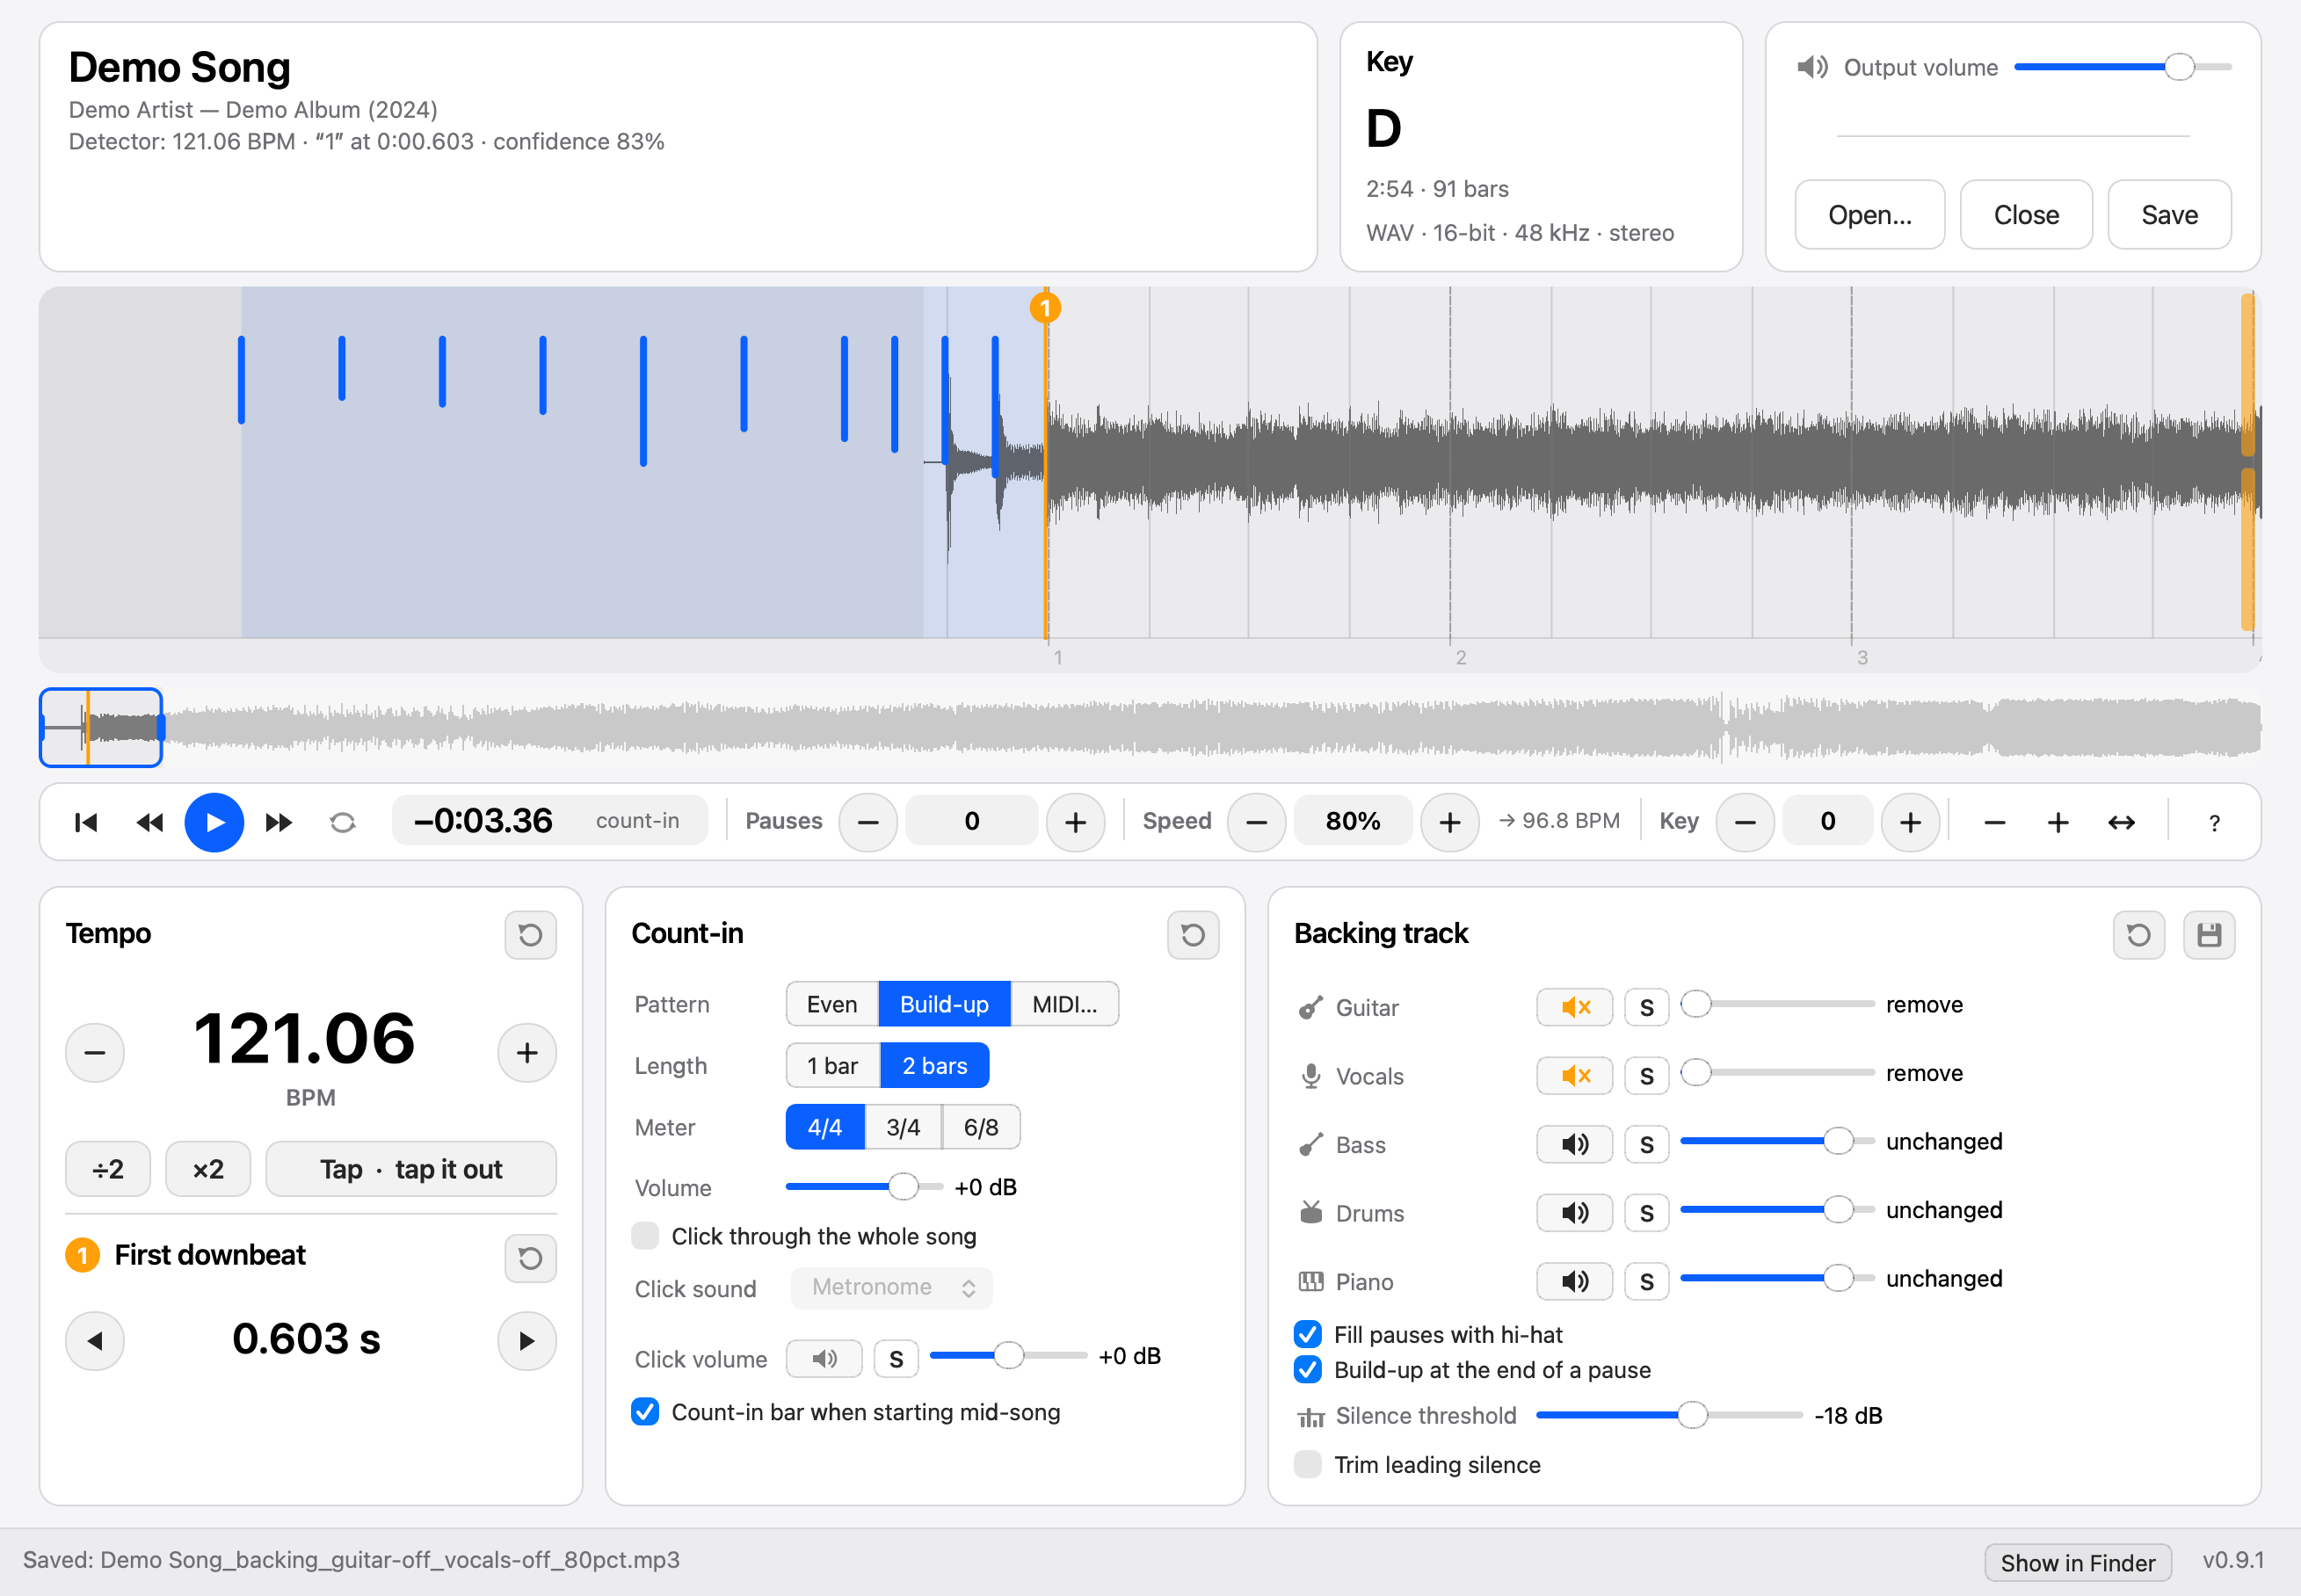 Demo Song
Demo Artist — Demo Album (2024)
Detector: 121.06 BPM · “1” at 0:00.603 · confidence 83%
Key
D
2:54 · 91 bars
WAV · 16-bit · 48 kHz · stereo
Output volume
Open... Close Save
1
1 2 3
−0:03.36 count-in Pauses − 0 + Speed − 80% + → 96.8 BPM Key − 0 + − + ↔ ?
Tempo
− 121.06 +
BPM
÷2 ×2 Tap · tap it out
1 First downbeat
0.603 s
Count-in
Pattern Even Build-up MIDI...
Length 1 bar 2 bars
Meter 4/4 3/4 6/8
Volume +0 dB
Click through the whole song
Click sound Metronome
Click volume S +0 dB
Count-in bar when starting mid-song
Backing track
Guitar S remove
Vocals S remove
Bass S unchanged
Drums S unchanged
Piano S unchanged
Fill pauses with hi-hat
Build-up at the end of a pause
Silence threshold -18 dB
Trim leading silence
Saved: Demo Song_backing_guitar-off_vocals-off_80pct.mp3 Show in Finder v0.9.1